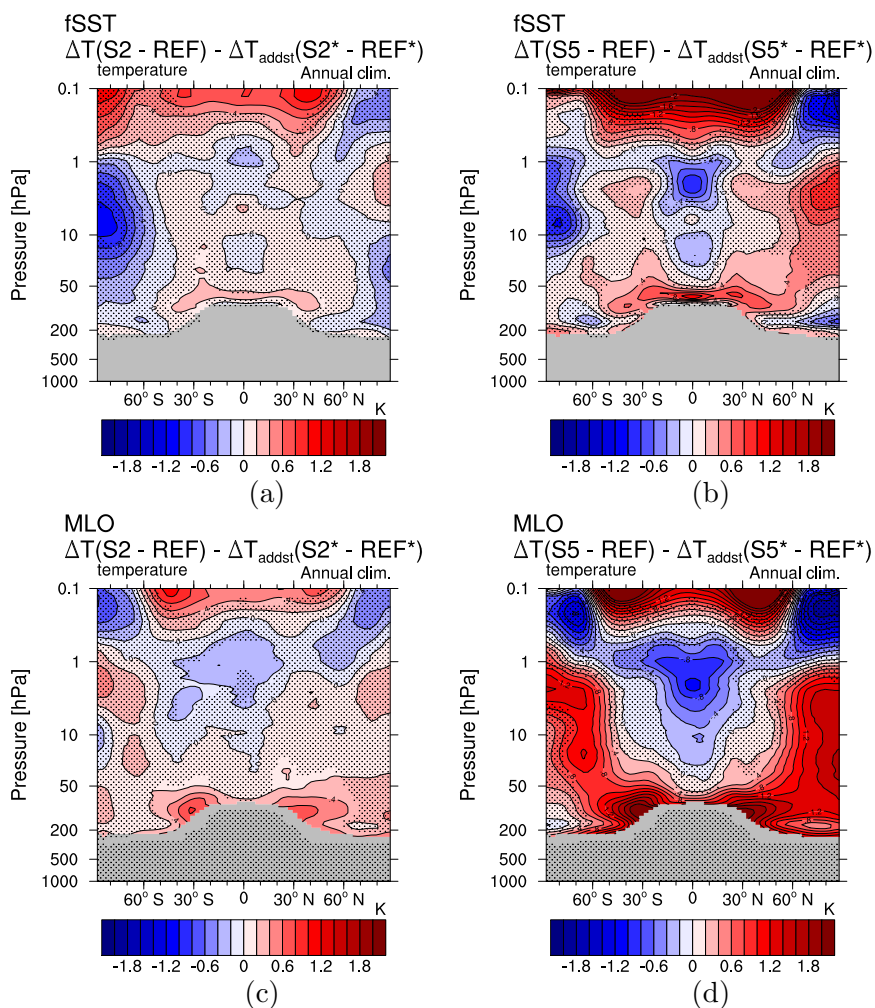 fSST
ΔT(S2 - REF) - ΔTaddst(S2* - REF*)
temperature Annual clim.
0.1
1
10
50
200
500
1000
Pressure [hPa]
60° S 30° S 0 30° N 60° N
K
-1.8 -1.2 -0.6 0 0.6 1.2 1.8
(a)
fSST
ΔT(S5 - REF) - ΔTaddst(S5* - REF*)
temperature Annual clim.
0.1
1
10
50
200
500
1000
Pressure [hPa]
60° S 30° S 0 30° N 60° N
K
-1.8 -1.2 -0.6 0 0.6 1.2 1.8
(b)
MLO
ΔT(S2 - REF) - ΔTaddst(S2* - REF*)
temperature Annual clim.
0.1
1
10
50
200
500
1000
Pressure [hPa]
60° S 30° S 0 30° N 60° N
K
-1.8 -1.2 -0.6 0 0.6 1.2 1.8
(c)
MLO
ΔT(S5 - REF) - ΔTaddst(S5* - REF*)
temperature Annual clim.
0.1
1
10
50
200
500
1000
Pressure [hPa]
60° S 30° S 0 30° N 60° N
K
-1.8 -1.2 -0.6 0 0.6 1.2 1.8
(d)